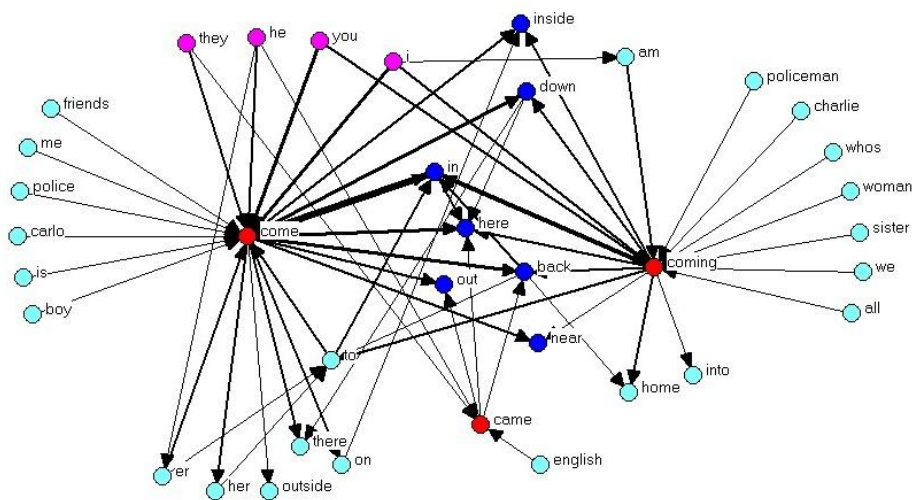 inside
they
he
you
i
am
policeman
down
friends
charlie
me
whos
in
police
woman
carlo
come
here
sister
is
out
back
coming
we
boy
all
near
to
home
into
came
there
er
on
english
her
outside